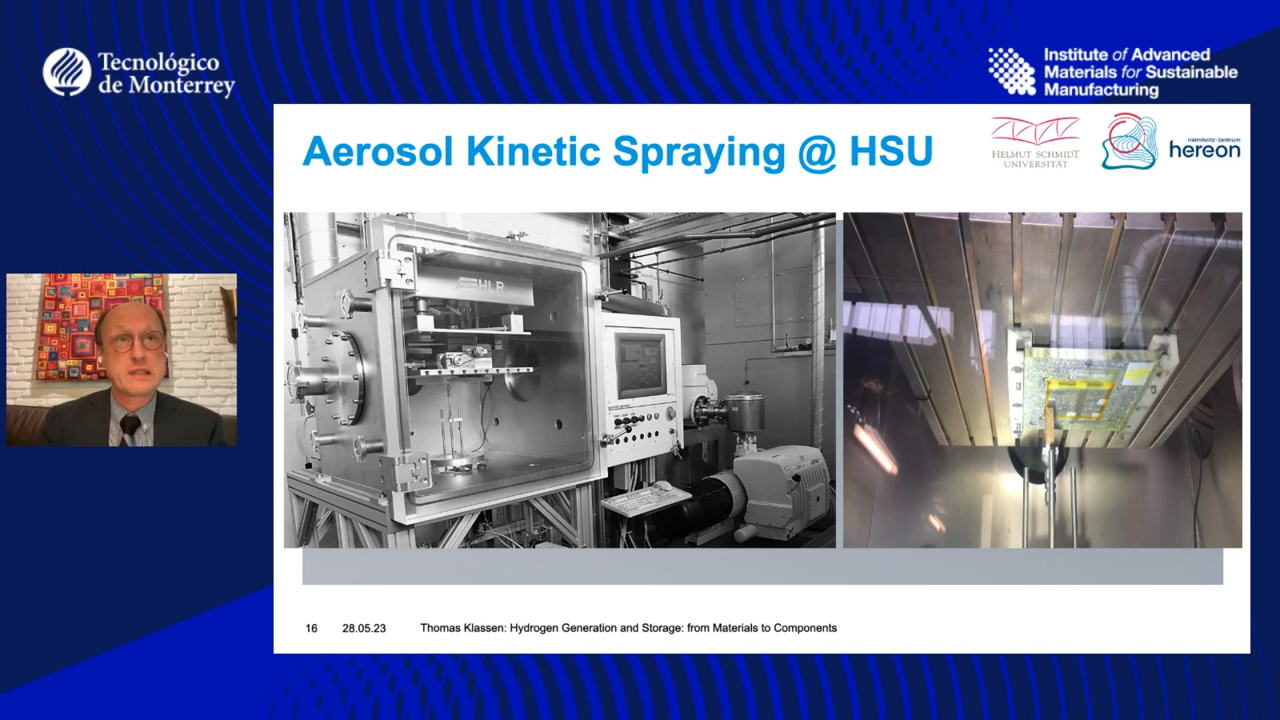 Tecnológico
de Monterrey
Institute of Advanced
Materials for Sustainable
Manufacturing
Aerosol Kinetic Spraying @ HSU
HELMUT SCHMIDT
UNIVERSITÄT
Helmholtz-Zentrum
hereon
16 28.05.23 Thomas Klassen: Hydrogen Generation and Storage: from Materials to Components